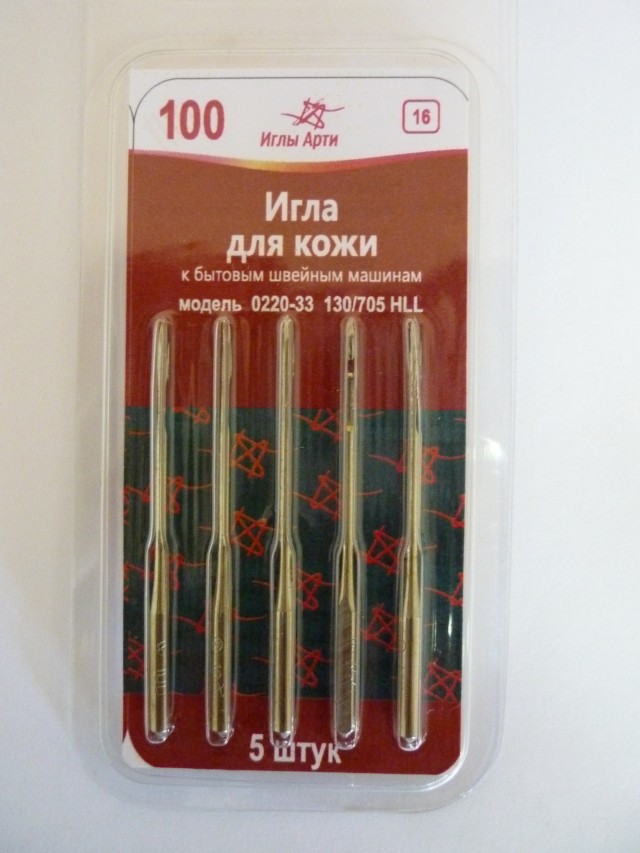 100
16
Иглы Арти
Игла
для кожи
к бытовым швейным машинам
модель 0220-33 130/705 HLL
5 штук